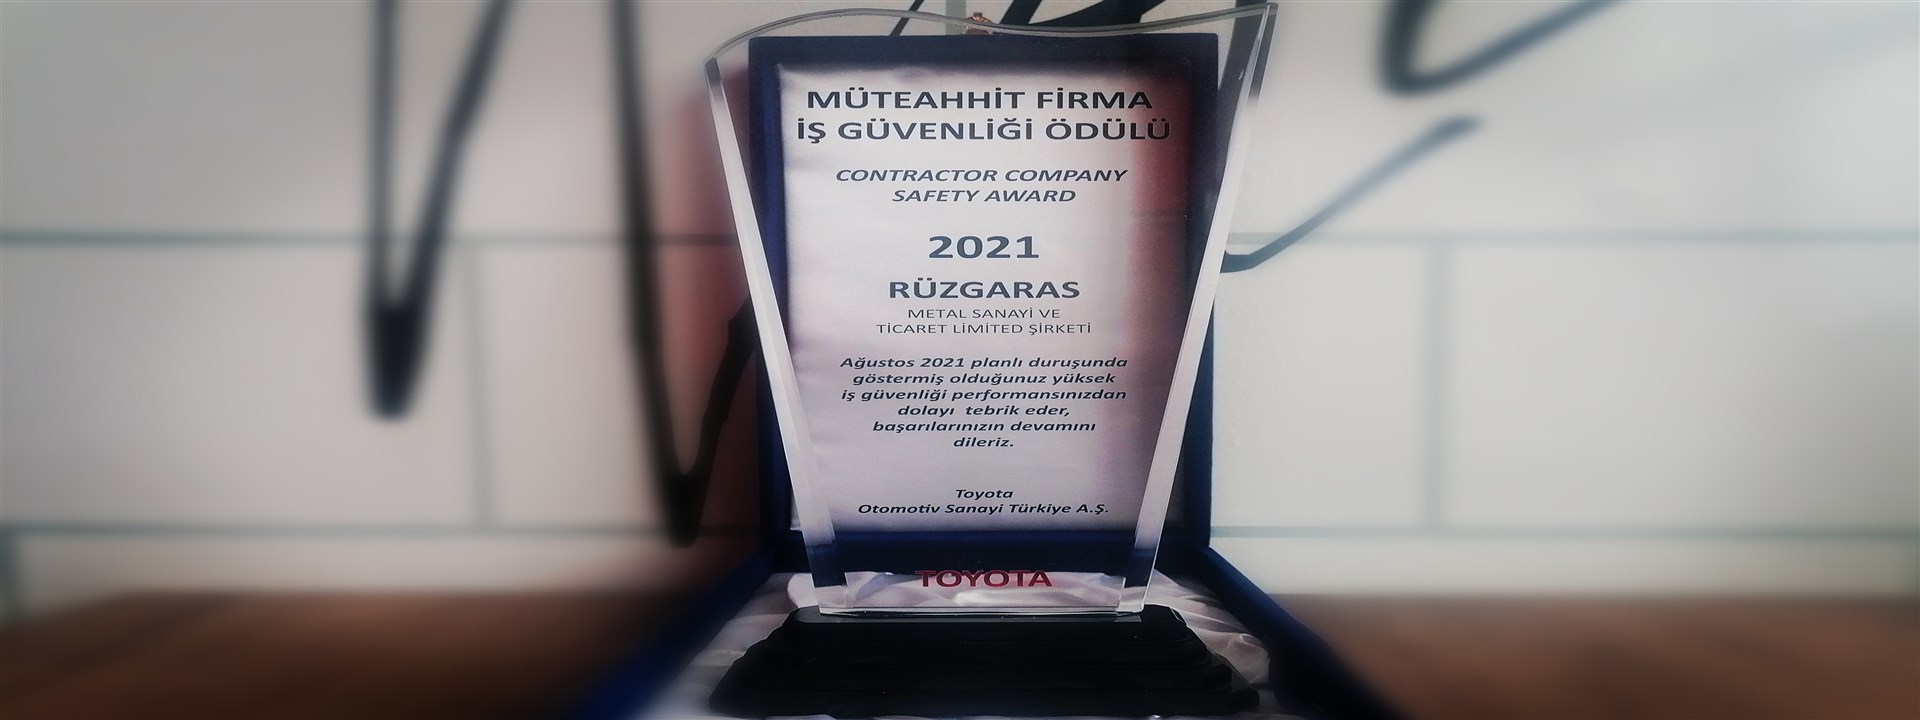 MÜTEAHHİT FİRMA
İŞ GÜVENLİĞİ ÖDÜLÜ
CONTRACTOR COMPANY
SAFETY AWARD
2021
RÜZGARAS
METAL SANAYİ VE
TİCARET LİMİTED ŞİRKETİ
Ağustos 2021 planlı duruşunda
göstermiş olduğunuz yüksek
iş güvenliği performansınızdan
dolayı tebrik eder,
başarılarınızın devamını
dileriz.
Toyota
Otomotiv Sanayi Türkiye A.Ş.
TOYOTA